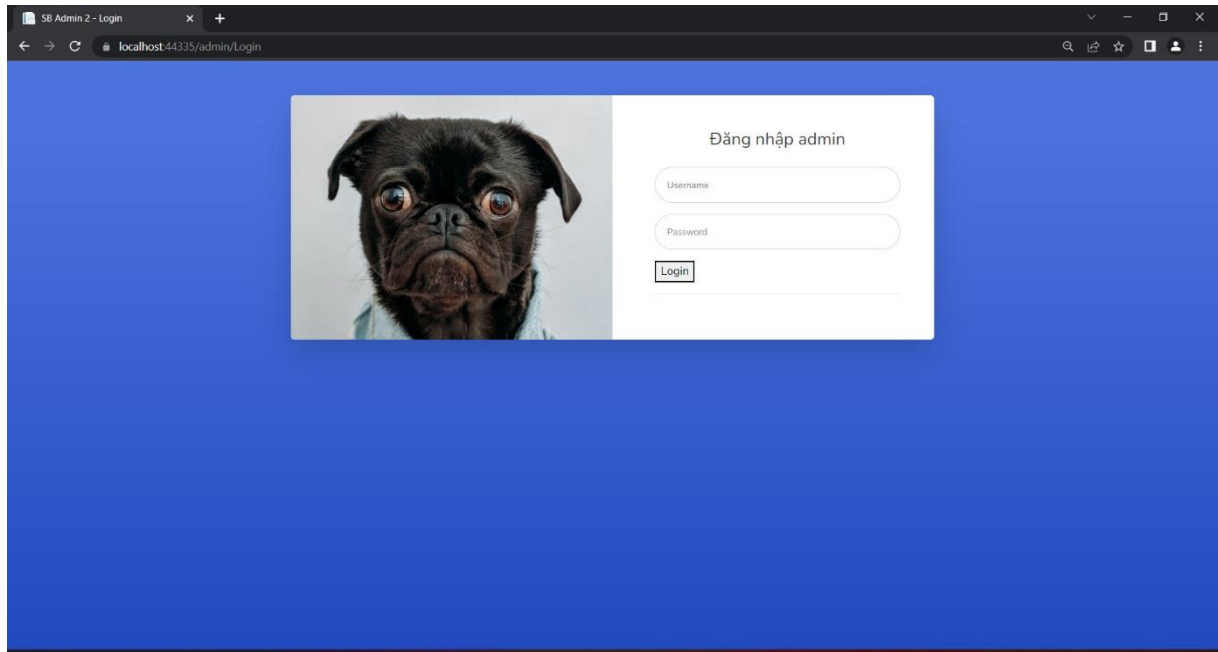 SB Admin 2 - Login
localhost:44335/admin/Login
Đăng nhập admin
Username
Password
Login